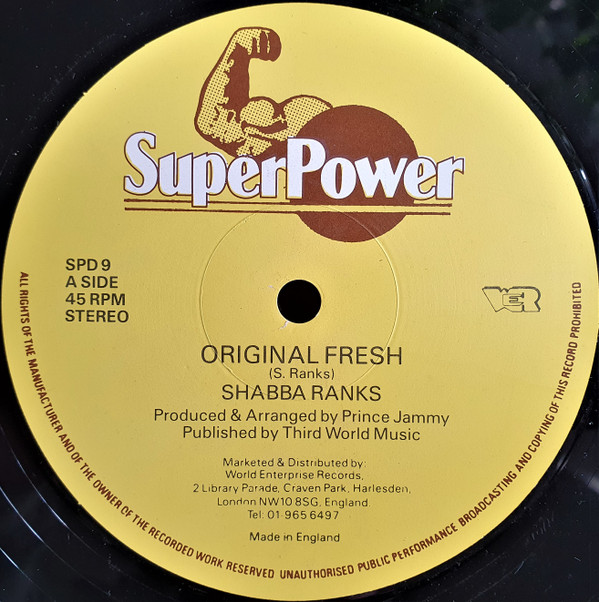 SuperPower
SPD 9
A SIDE
45 RPM
STEREO
WER
ORIGINAL FRESH
(S. Ranks)
SHABBA RANKS
Produced & Arranged by Prince Jammy
Published by Third World Music
Marketed & Distributed by:
World Enterprise Records,
2 Library Parade, Craven Park, Harlesden,
London NW10 8SG, England
Tel: 01·965 6497
Made in England
ALL RIGHTS OF THE MANUFACTURER AND OF THE OWNER OF THE RECORDED WORK RESERVED UNAUTHORISED PUBLIC PERFORMANCE BROADCASTING AND COPYING OF THIS RECORD PROHIBITED